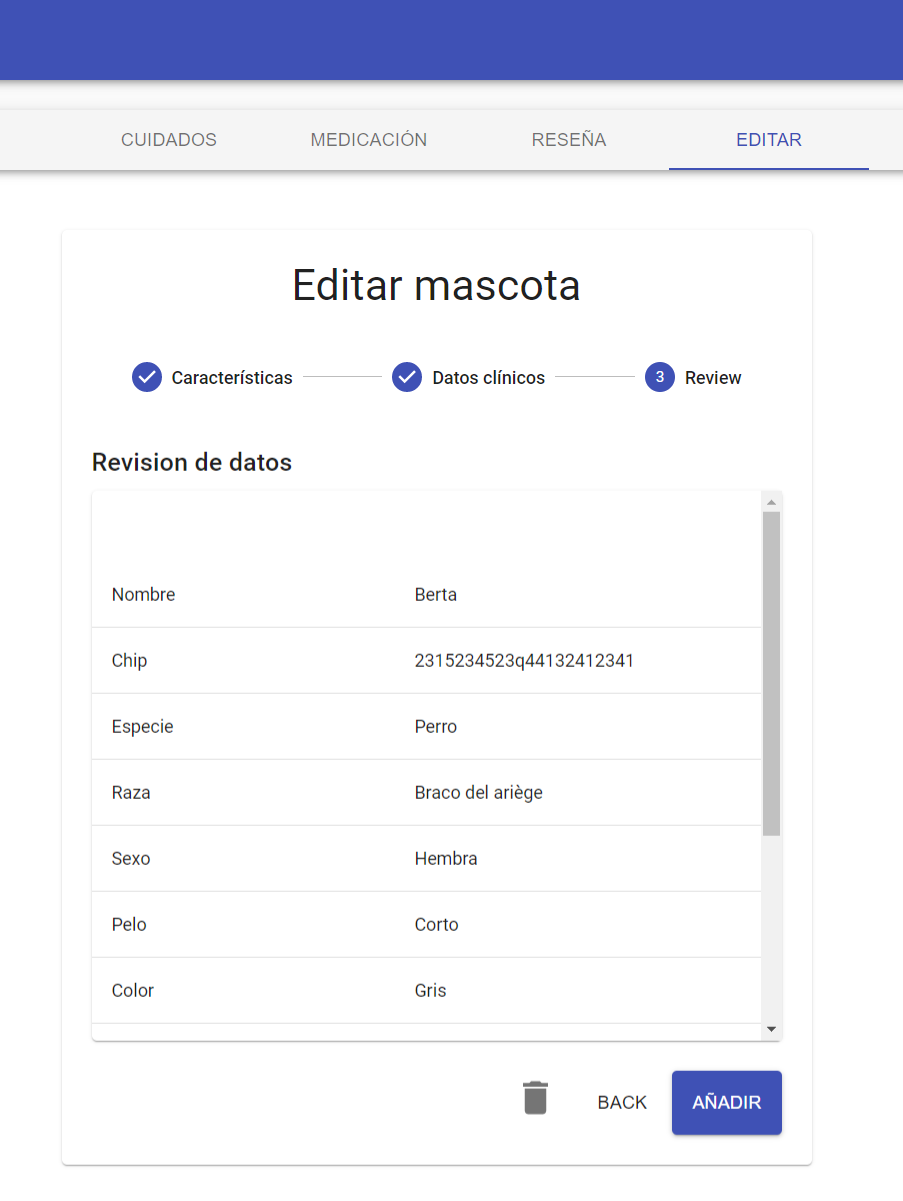 CUIDADOS MEDICACIÓN RESEÑA EDITAR
Editar mascota
Características Datos clínicos 3 Review
Revision de datos
Nombre Berta
Chip 2315234523q44132412341
Especie Perro
Raza Braco del ariège
Sexo Hembra
Pelo Corto
Color Gris
BACK AÑADIR